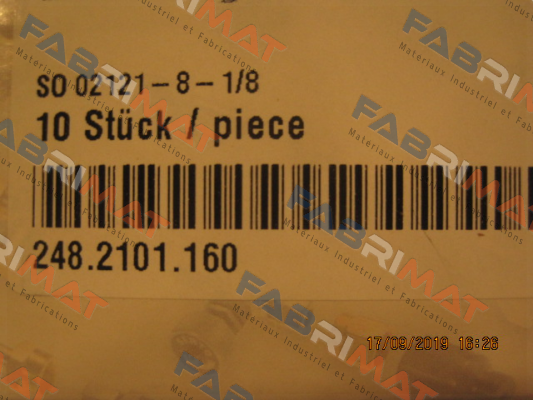 SO 02121-8-1/8
10 Stück / piece
248.2101.160
17/09/2019 16:26
FABRIMAT
Materiaux Industriel et Fabrications